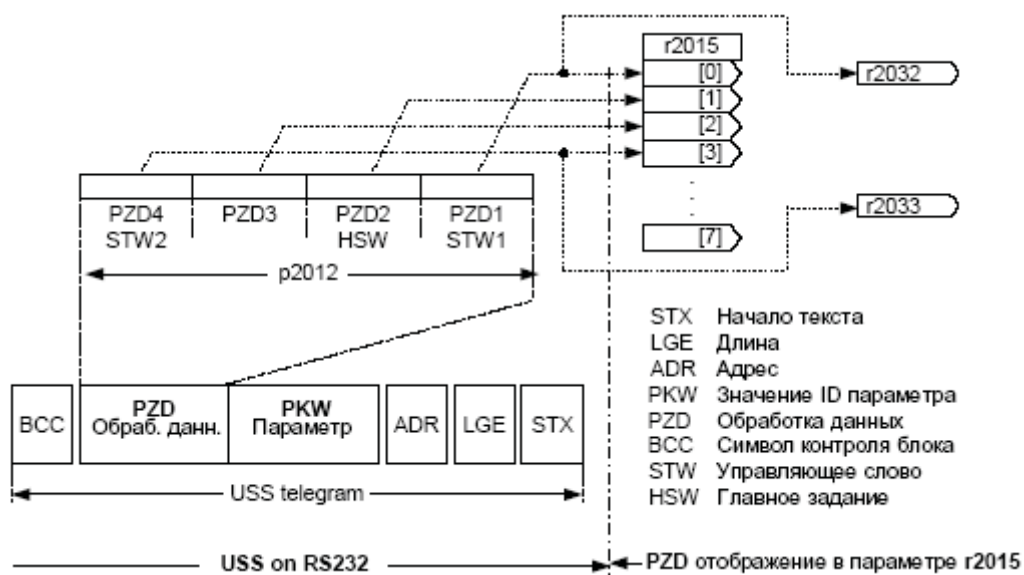 r2015
[0]
r2032
[1]
[2]
[3]
PZD4 PZD3 PZD2 PZD1
STW2 HSW STW1
r2033
[7]
p2012
STX Начало текста
LGE Длина
ADR Адрес
PKW Значение ID параметра
PZD Обработка данных
BCC Символ контроля блока
STW Управляющее слово
HSW Главное задание
BCC
PZD
Обраб. данн.
PKW
Параметр
ADR
LGE
STX
USS telegram
USS on RS232
PZD отображение в параметре r2015